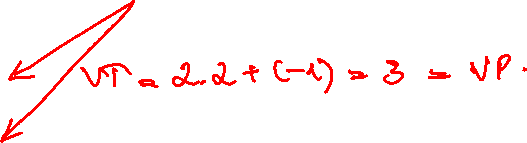 VT = 2.2 + (-1) = 3 = VP.